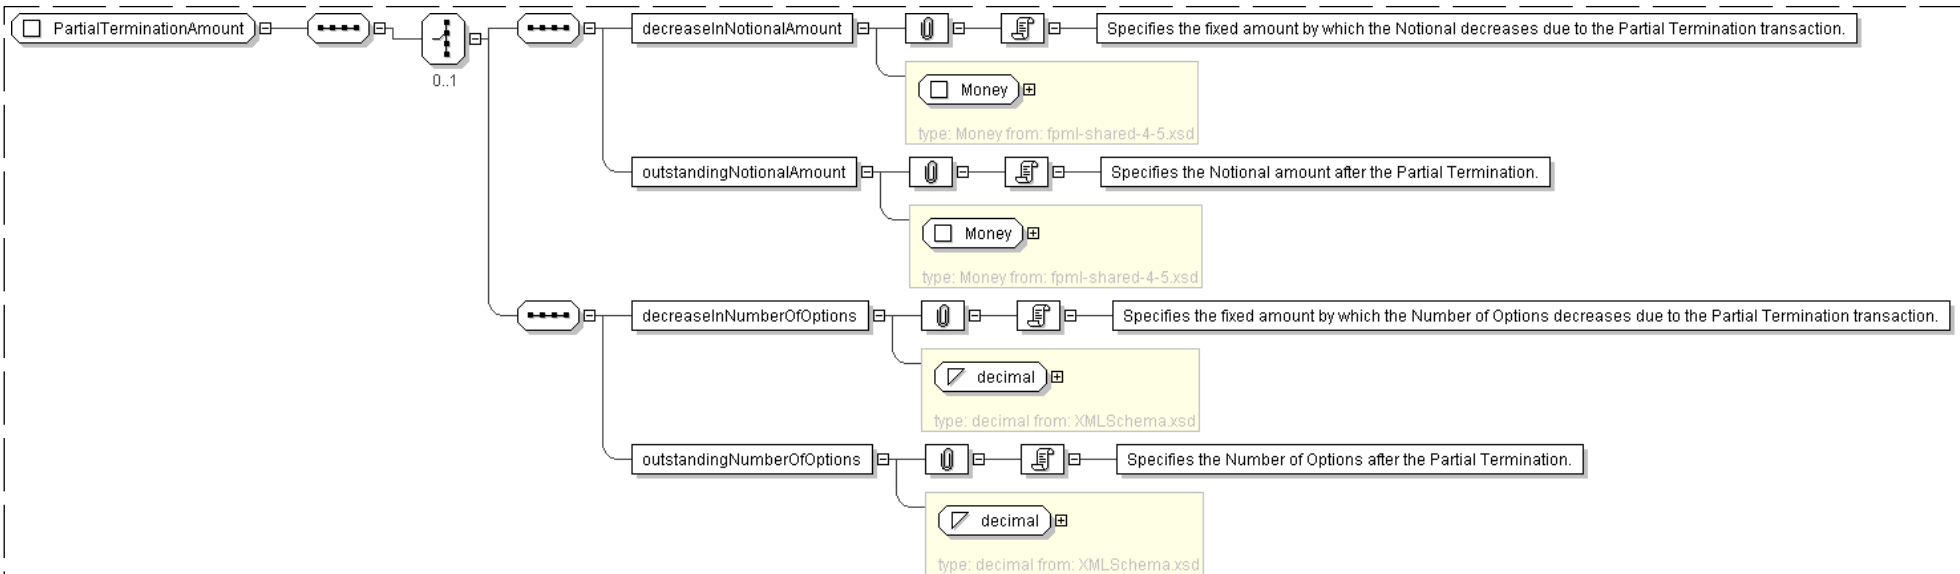 PartialTerminationAmount
0..1
decreaseInNotionalAmount
Specifies the fixed amount by which the Notional decreases due to the Partial Termination transaction.
Money
type: Money from: fpml-shared-4-5.xsd
outstandingNotionalAmount
Specifies the Notional amount after the Partial Termination.
Money
type: Money from: fpml-shared-4-5.xsd
decreaseInNumberOfOptions
Specifies the fixed amount by which the Number of Options decreases due to the Partial Termination transaction.
decimal
type: decimal from: XMLSchema.xsd
outstandingNumberOfOptions
Specifies the Number of Options after the Partial Termination.
decimal
type: decimal from: XMLSchema.xsd